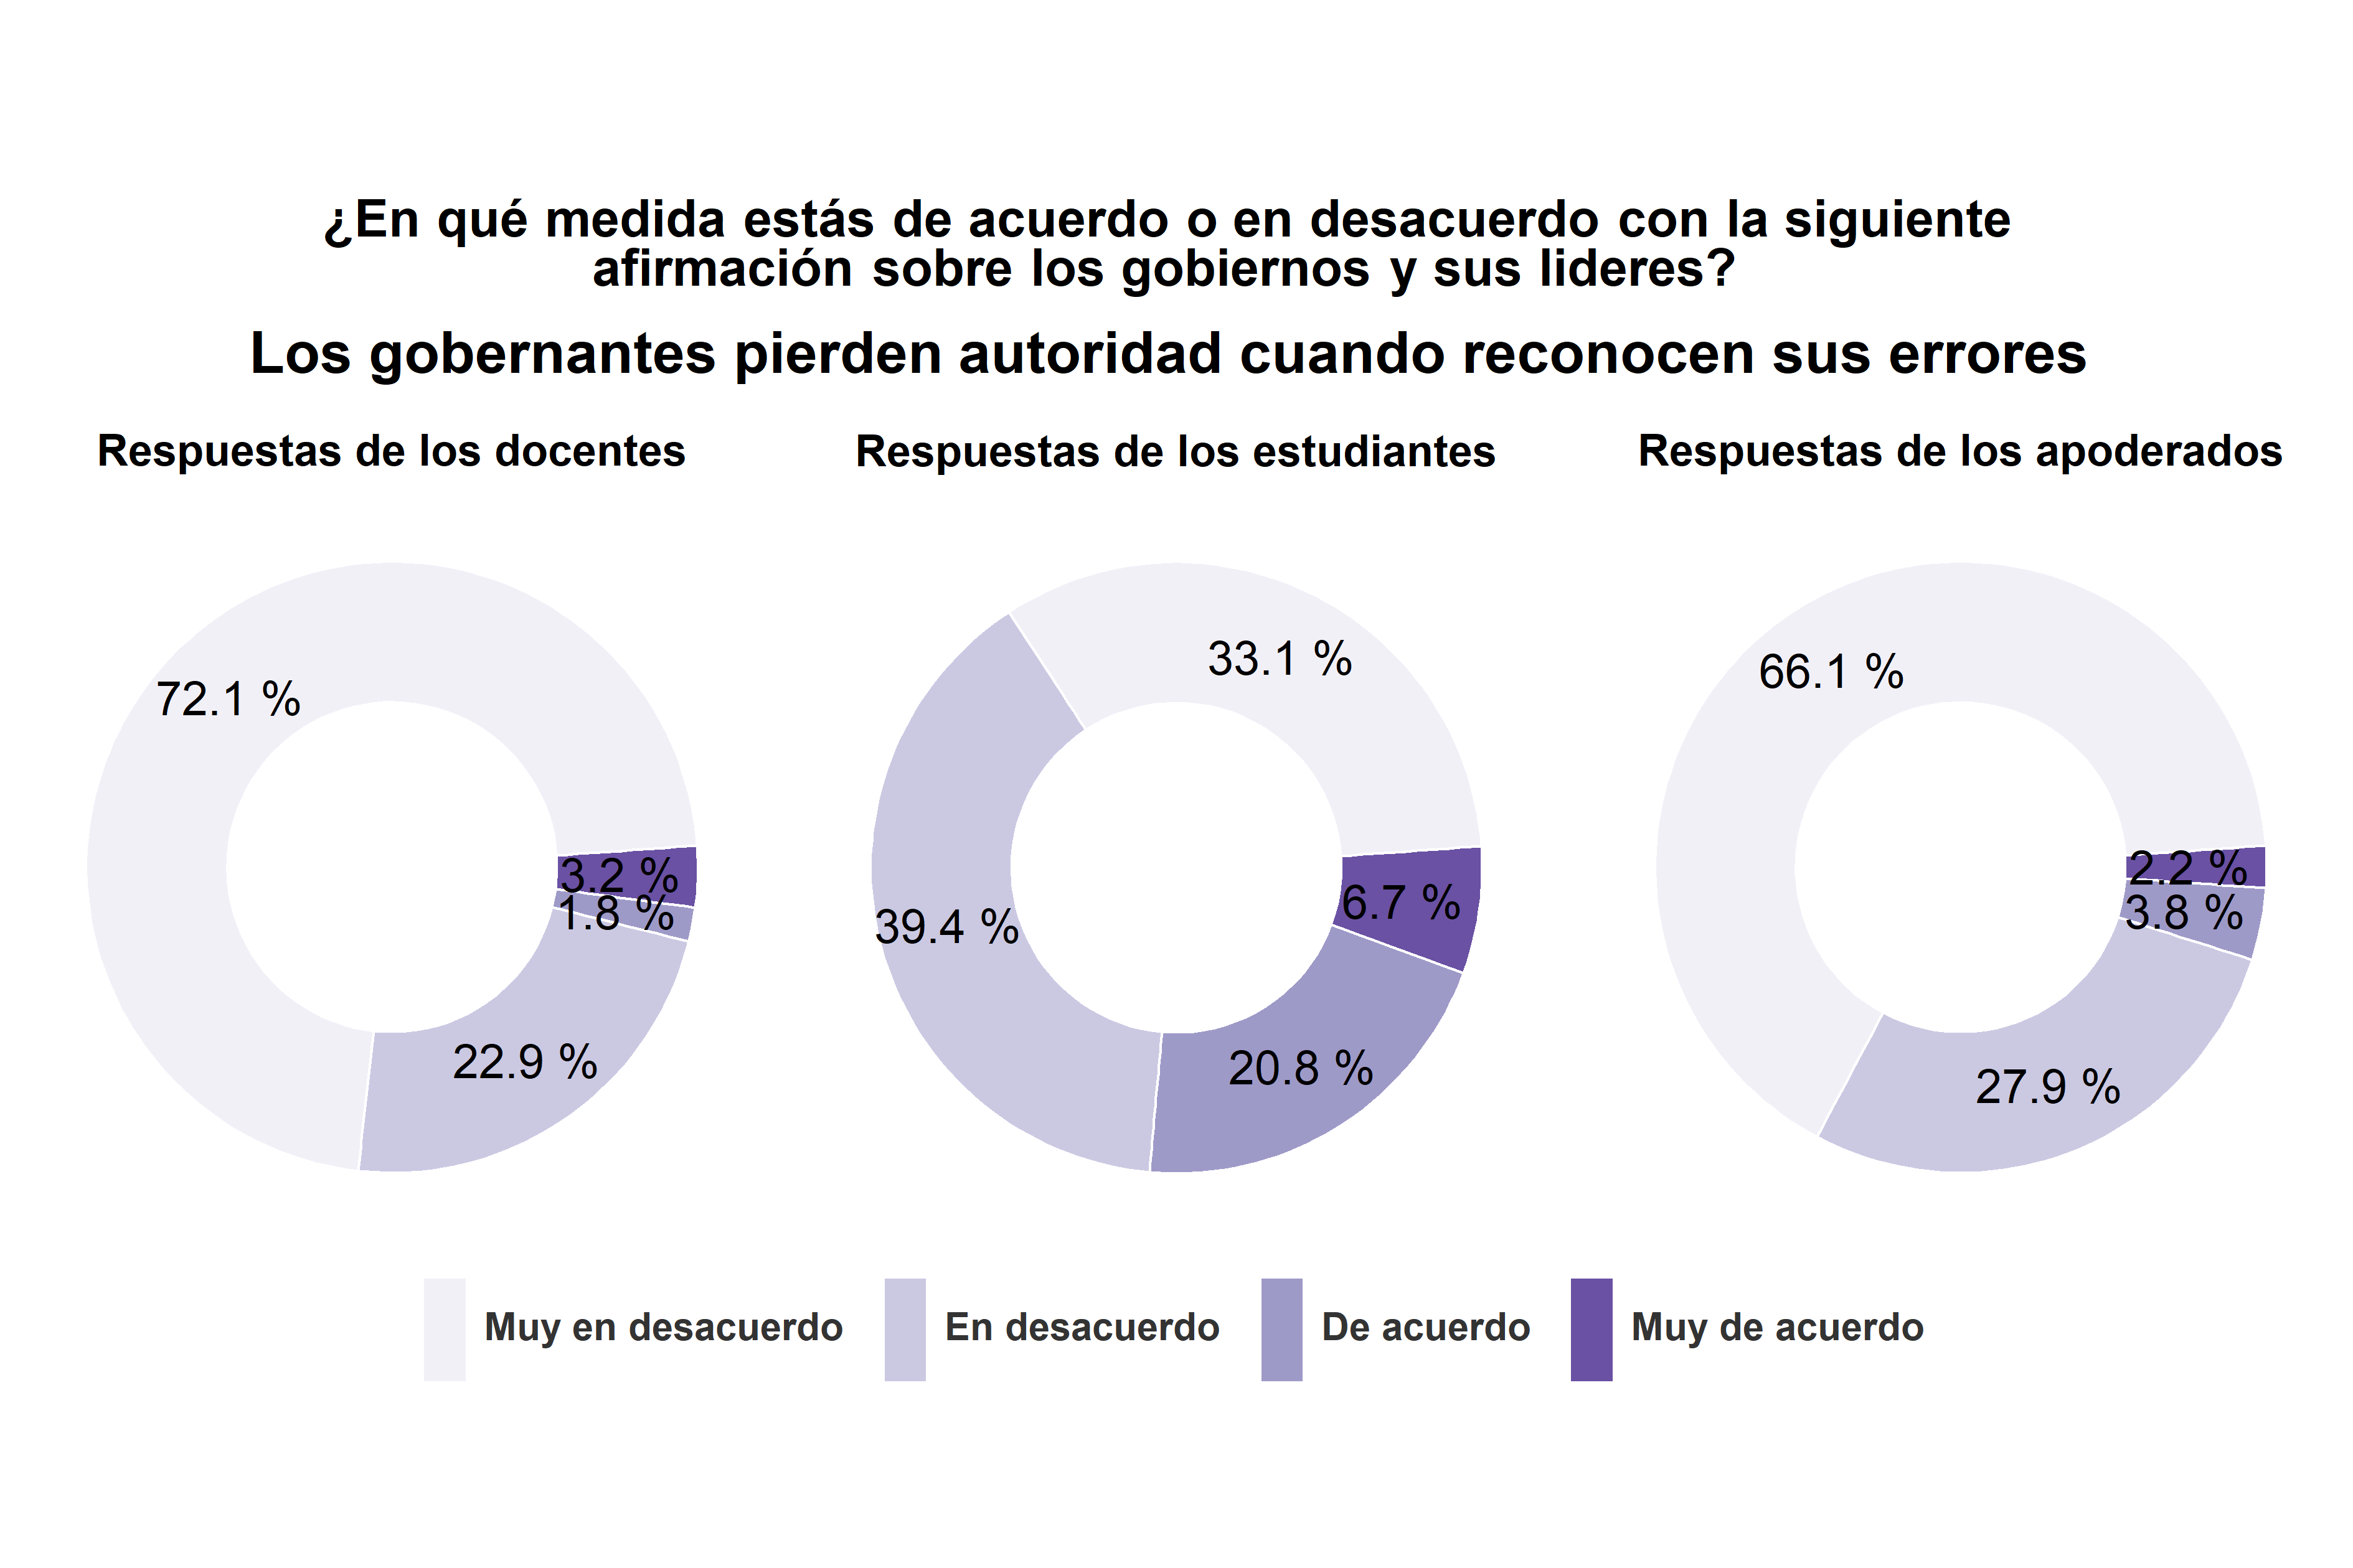 ¿En qué medida estás de acuerdo o en desacuerdo con la siguiente
afirmación sobre los gobiernos y sus lideres?
Los gobernantes pierden autoridad cuando reconocen sus errores
Respuestas de los docentes
Respuestas de los estudiantes
Respuestas de los apoderados
72.1 %
3.2 %
1.8 %
22.9 %
33.1 %
39.4 %
6.7 %
20.8 %
66.1 %
2.2 %
3.8 %
27.9 %
Muy en desacuerdo
En desacuerdo
De acuerdo
Muy de acuerdo